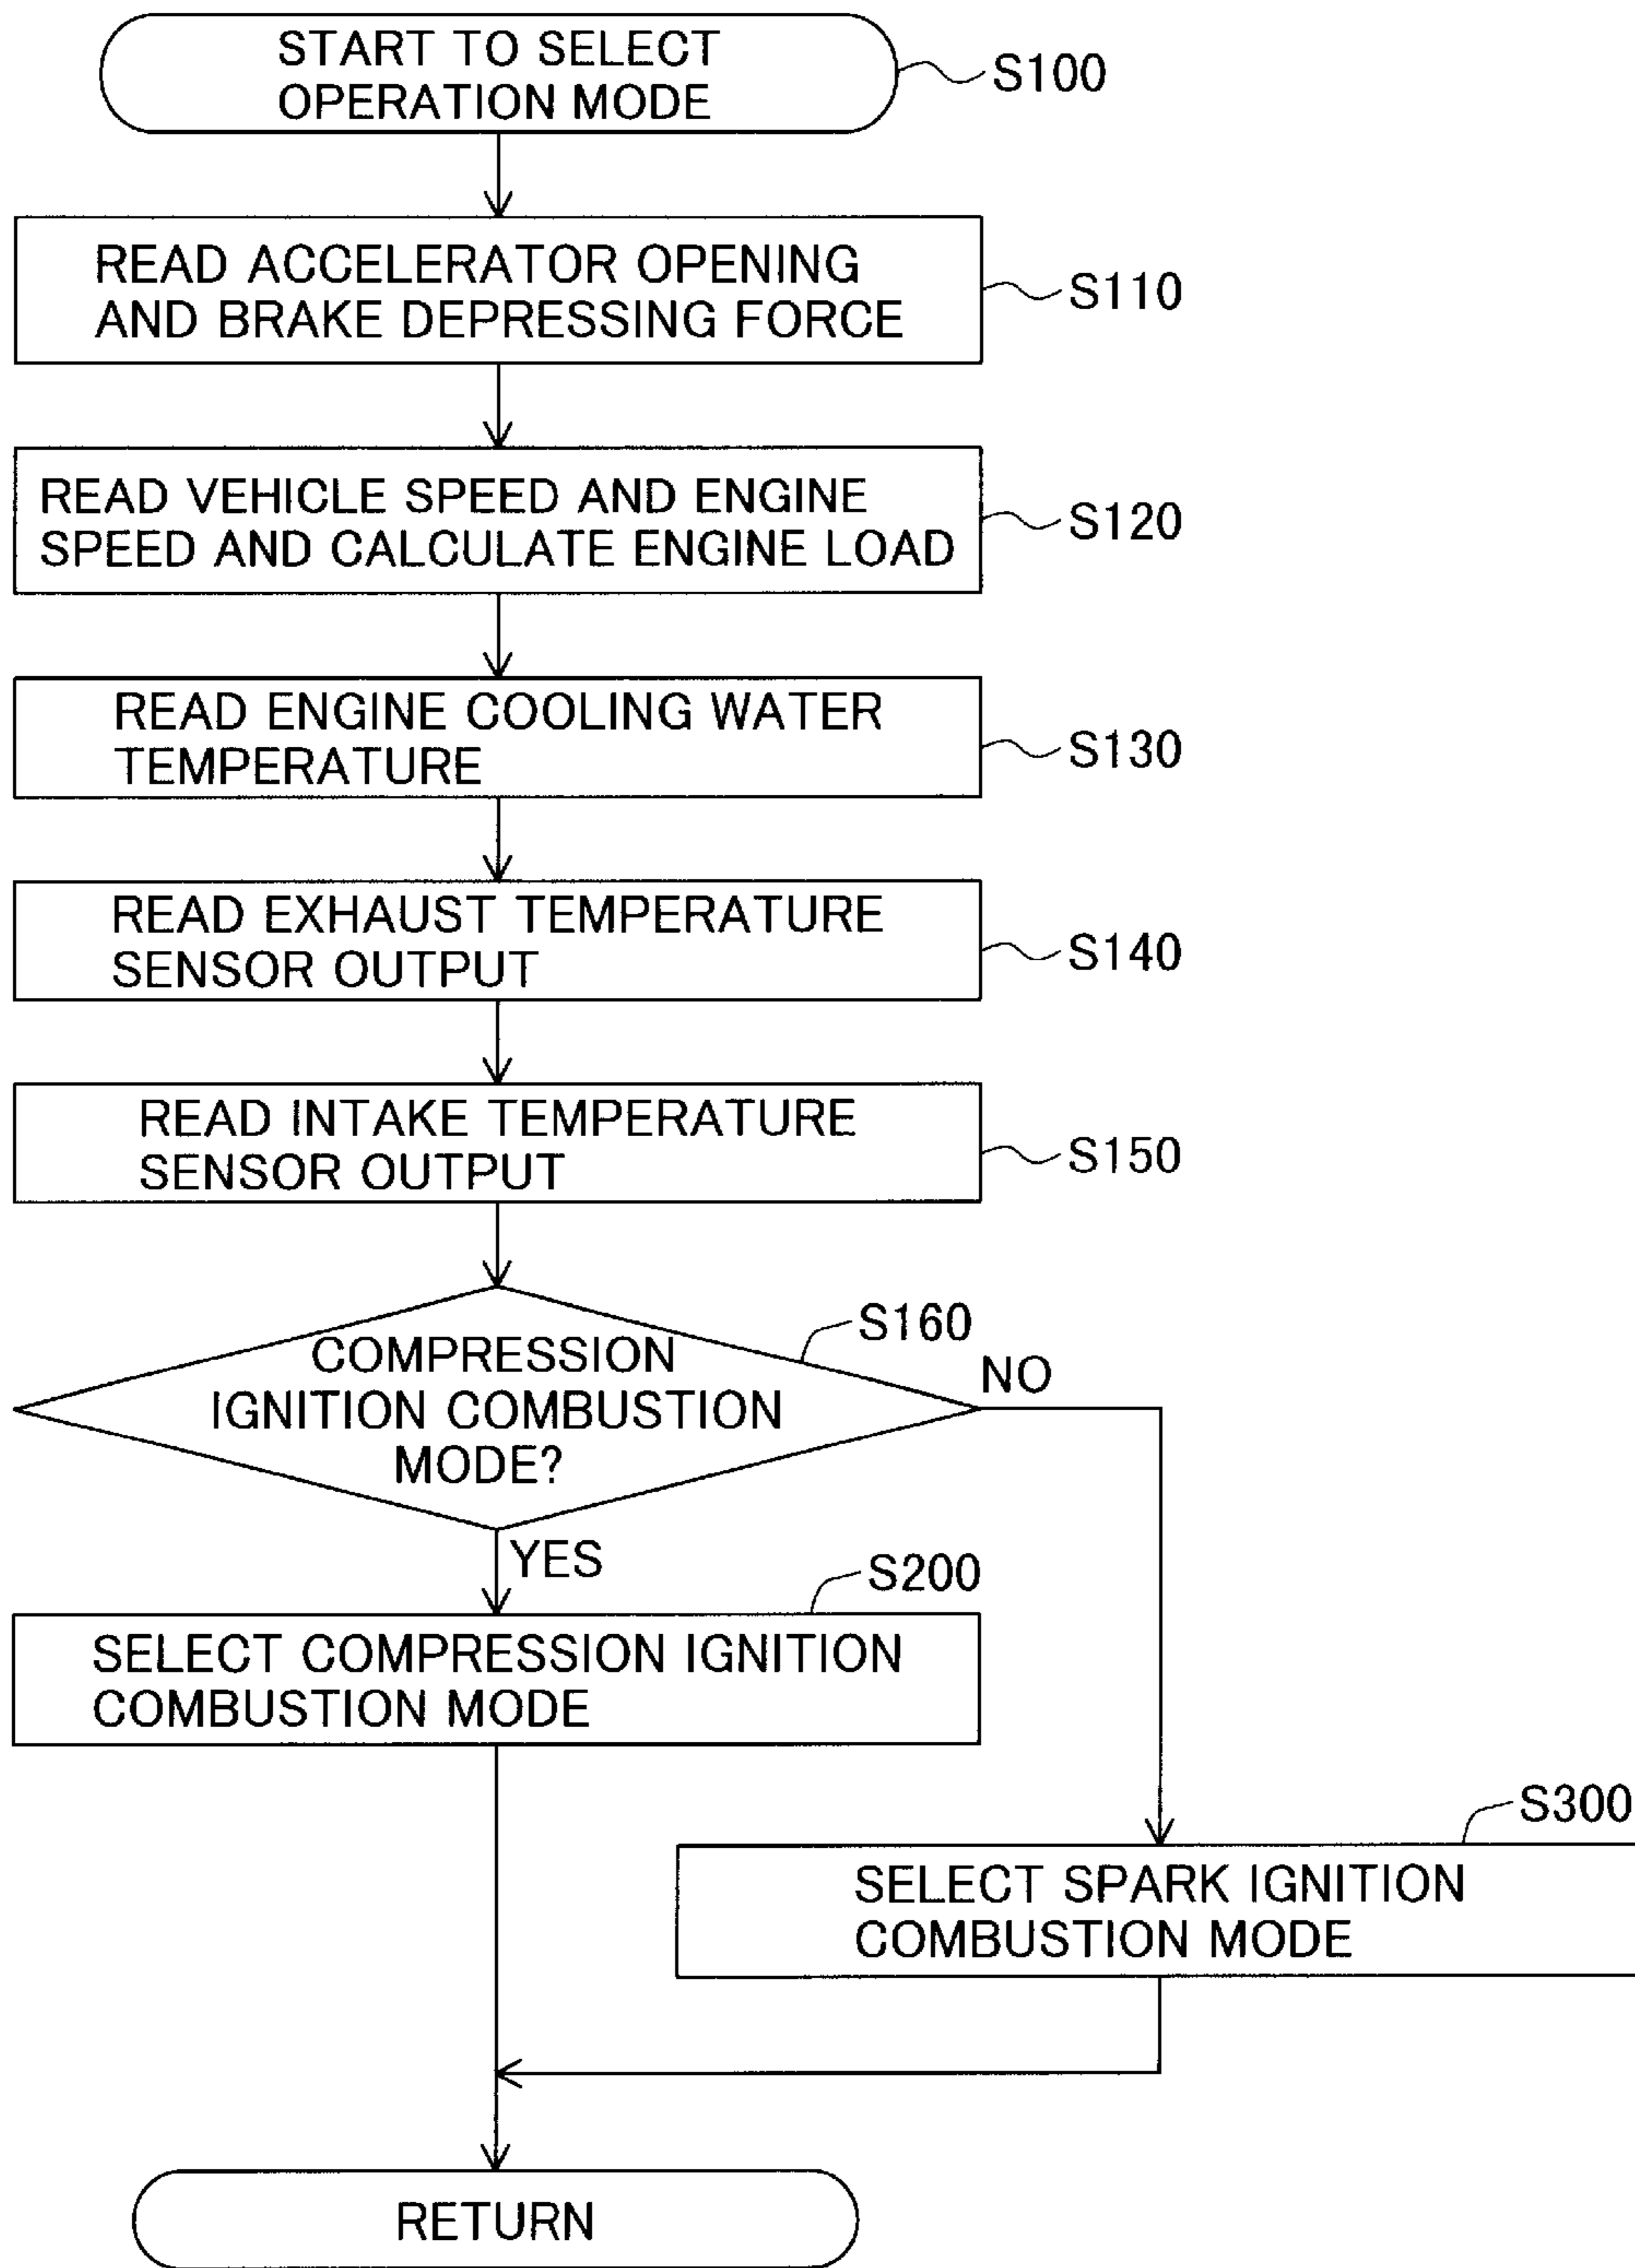 START TO SELECT
OPERATION MODE
S100
READ ACCELERATOR OPENING
AND BRAKE DEPRESSING FORCE
S110
READ VEHICLE SPEED AND ENGINE
SPEED AND CALCULATE ENGINE LOAD
S120
READ ENGINE COOLING WATER
TEMPERATURE
S130
READ EXHAUST TEMPERATURE
SENSOR OUTPUT
S140
READ INTAKE TEMPERATURE
SENSOR OUTPUT
S150
S160
COMPRESSION
IGNITION COMBUSTION
MODE?
NO
YES
S200
SELECT COMPRESSION IGNITION
COMBUSTION MODE
S300
SELECT SPARK IGNITION
COMBUSTION MODE
RETURN